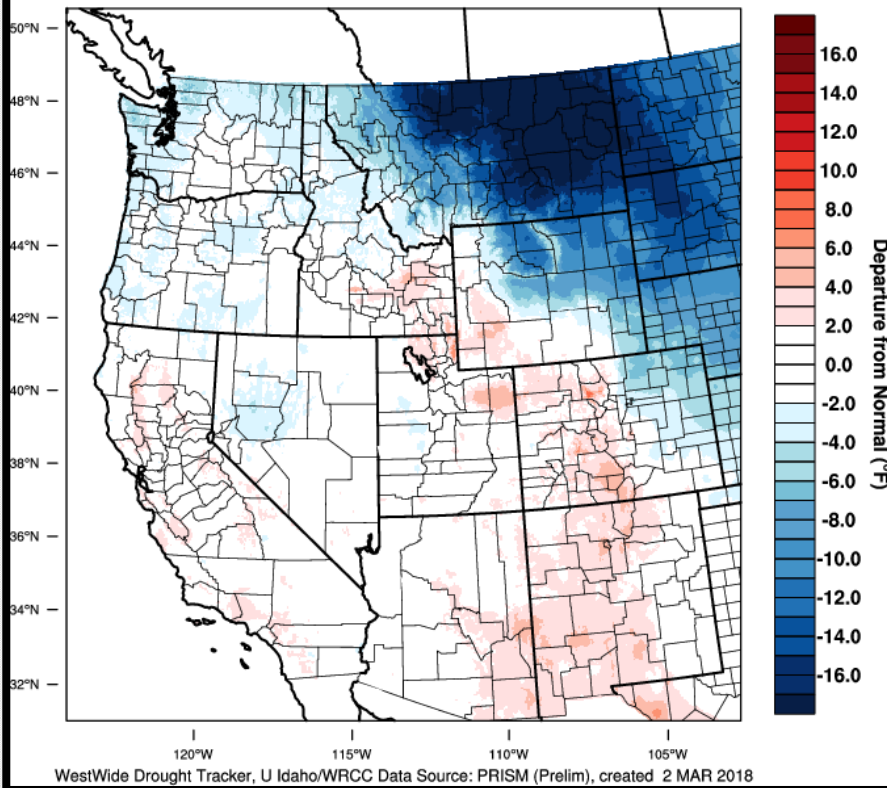 50°N
48°N
46°N
44°N
42°N
40°N
38°N
36°N
34°N
32°N
120°W 115°W 110°W 105°W
16.0
14.0
12.0
10.0
8.0
6.0
4.0
2.0
0.0
-2.0
-4.0
-6.0
-8.0
-10.0
-12.0
-14.0
-16.0
Departure from Normal (°F)
WestWide Drought Tracker, U Idaho/WRCC Data Source: PRISM (Prelim), created 2 MAR 2018